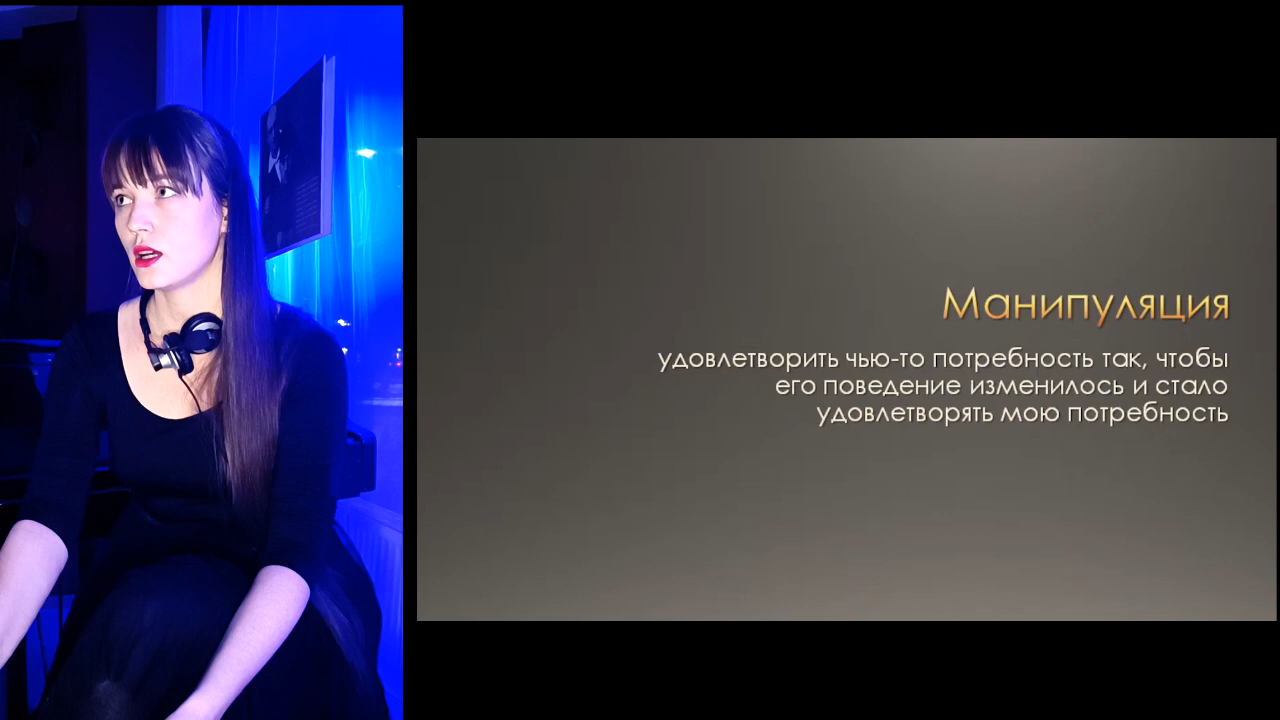 Манипуляция
удовлетворить чью-то потребность так, чтобы
его поведение изменилось и стало
удовлетворять мою потребность